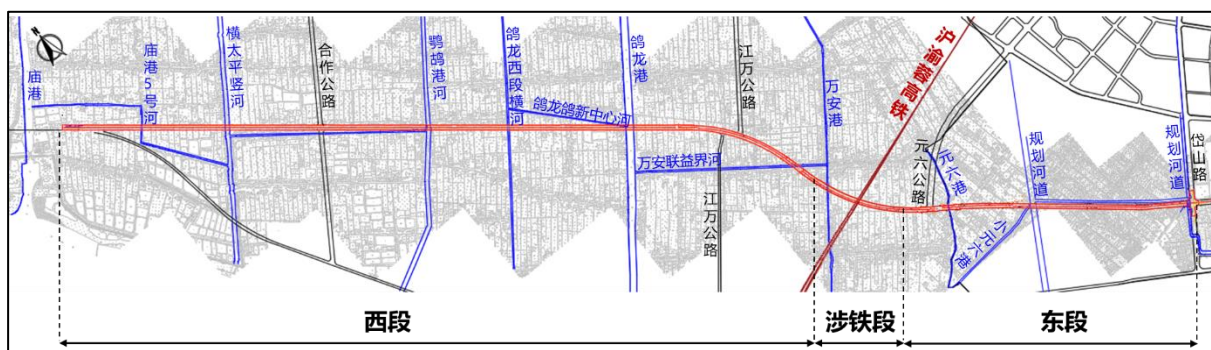 庙港
庙港5号河
横太平竖河
合作公路
鹗鸪港河
鸽龙西段横河
鸽龙鸽新中心河
鸽龙港
江万公路
万安联益界河
江万公路
万安港
沪渝蓉高铁
元六公路
元六港
小元六港
规划河道
规划河道
岱山路
西段
涉铁段
东段